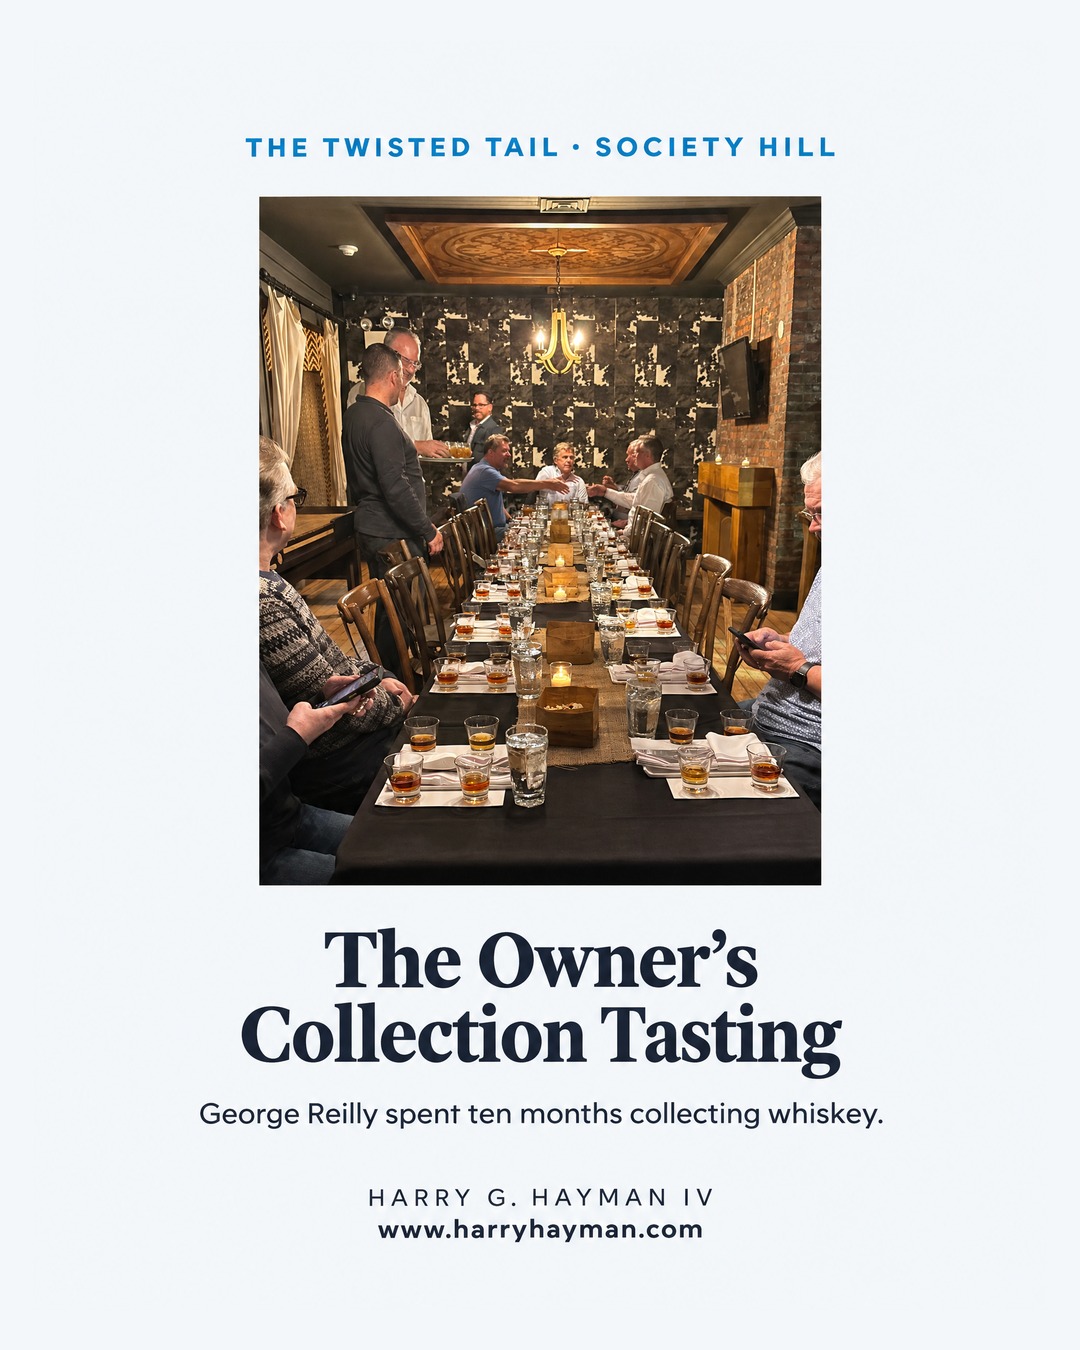 THE TWISTED TAIL · SOCIETY HILL
The Owner’s
Collection Tasting
George Reilly spent ten months collecting whiskey.
HARRY G. HAYMAN IV
www.harryhayman.com